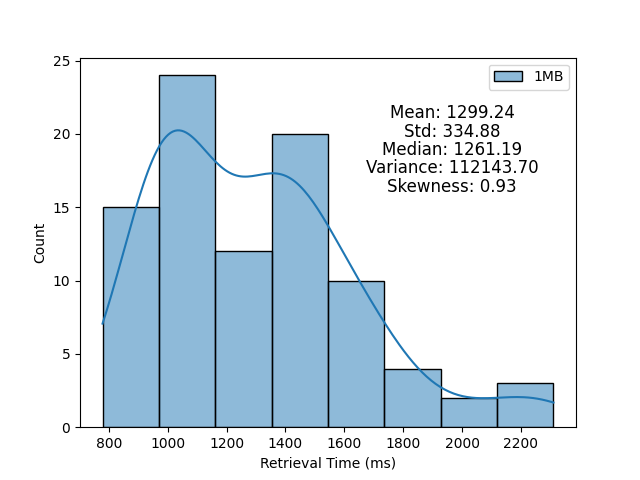 25
20
15
10
5
0
Count
1MB
Mean: 1299.24
Std: 334.88
Median: 1261.19
Variance: 112143.70
Skewness: 0.93
800 1000 1200 1400 1600 1800 2000 2200
Retrieval Time (ms)